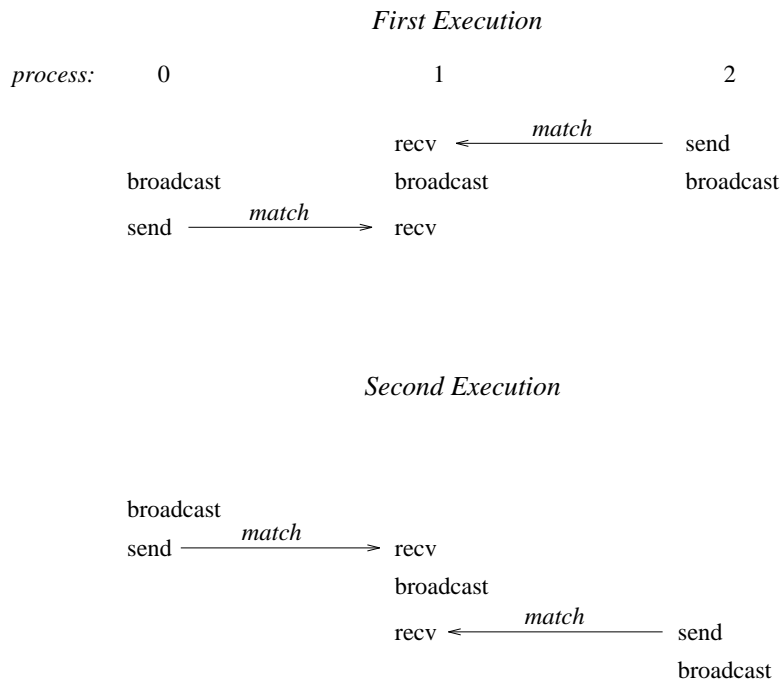 First Execution
process: 0 1 2
match
recv send
broadcast broadcast broadcast
match
send recv
Second Execution
broadcast
match
send recv
broadcast
match
recv send
broadcast